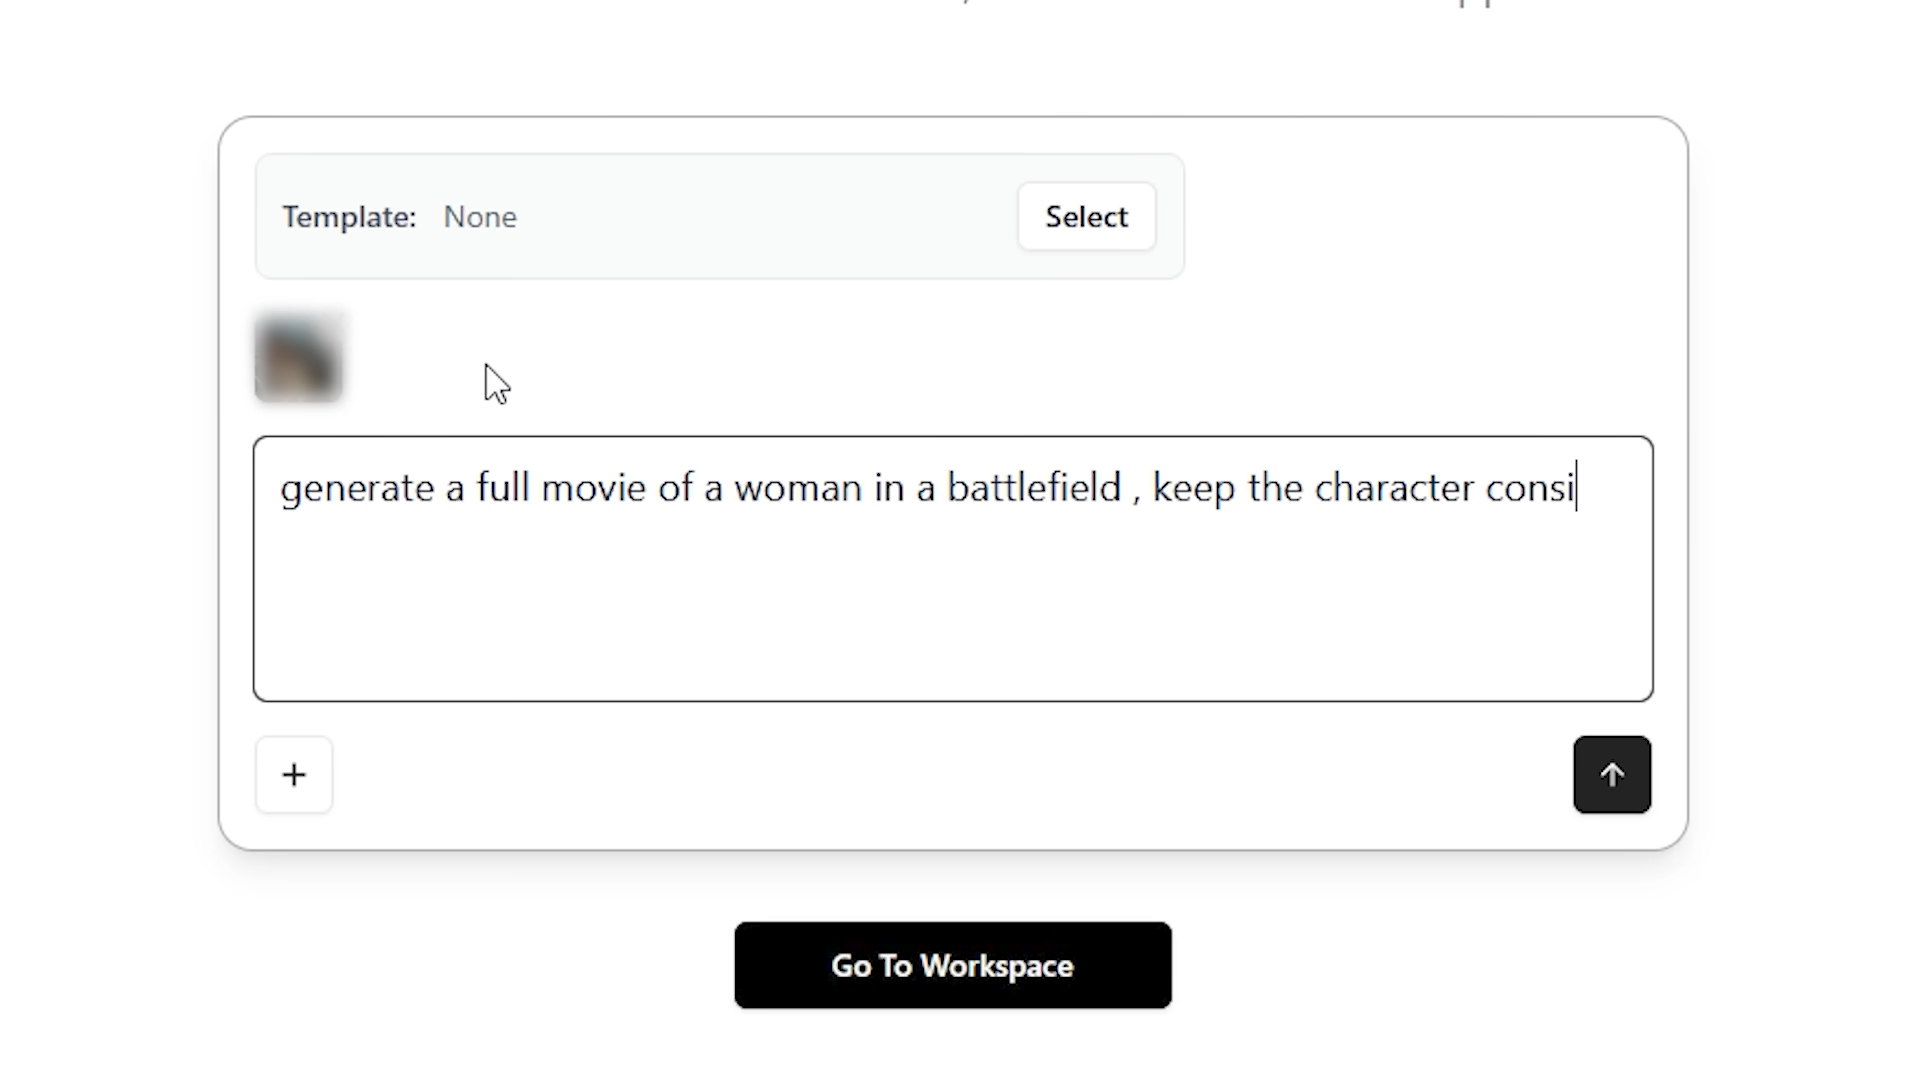 Template: None
Select
generate a full movie of a woman in a battlefield , keep the character consi
Go To Workspace